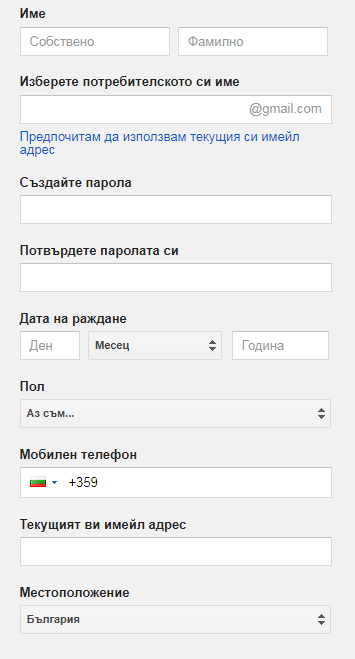 Име
Собствено Фамилно
Изберете потребителското си име
@gmail.com
Предпочитам да използвам текущия си имейл
адрес
Създайте парола
Потвърдете паролата си
Дата на раждане
Ден Месец Година
Пол
Аз съм...
Мобилен телефон
+359
Текущият ви имейл адрес
Местоположение
България